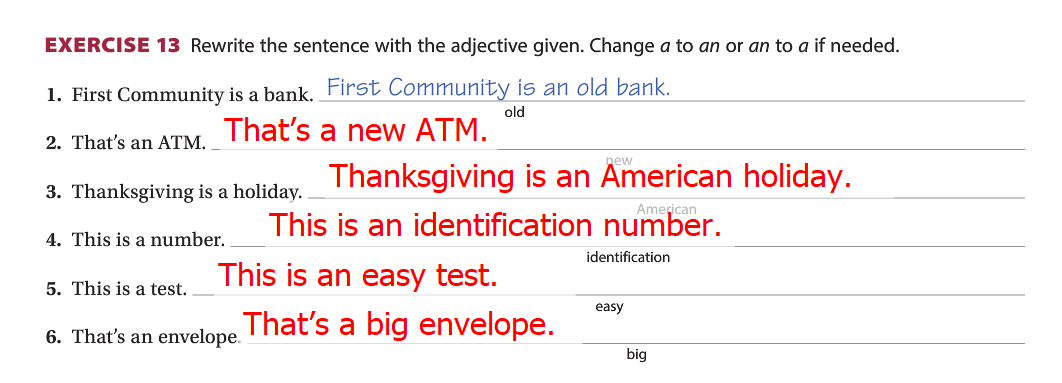 EXERCISE 13 Rewrite the sentence with the adjective given. Change a to an or an to a if needed.
1. First Community is a bank. First Community is an old bank.
old
2. That’s an ATM. That’s a new ATM.
new
3. Thanksgiving is a holiday. Thanksgiving is an American holiday.
American
4. This is a number. This is an identification number.
identification
5. This is a test. This is an easy test.
easy
6. That’s an envelope. That’s a big envelope.
big